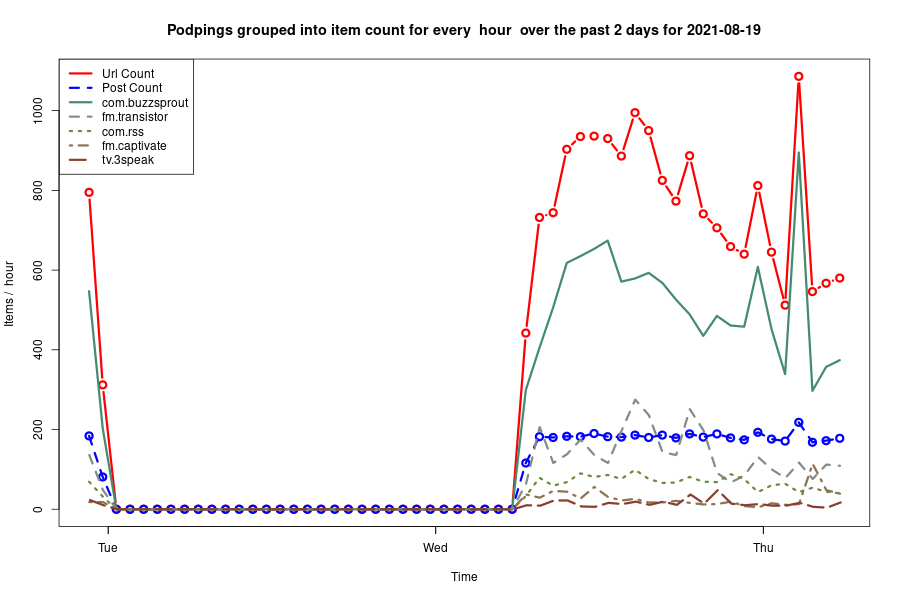 Podpings grouped into item count for every  hour  over the past 2 days for 2021-08-19
Url Count
Post Count
com.buzzsprout
fm.transistor
com.rss
fm.captivate
tv.3speak
Items /  hour
1000
800
600
400
200
0
Tue
Wed
Thu
Time